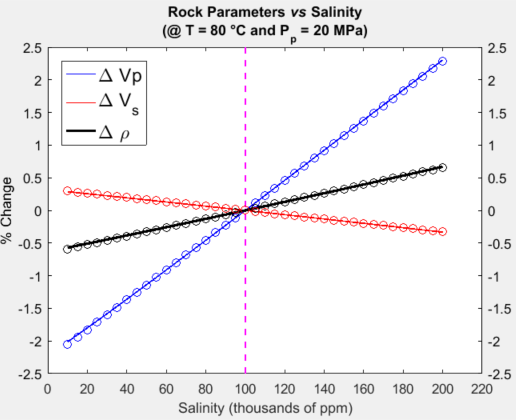 Rock Parameters vs Salinity
(@ T = 80 °C and P_p = 20 MPa)
Δ Vp
Δ V_s
Δ ρ
% Change
2.5
2
1.5
1
0.5
0
-0.5
-1
-1.5
-2
-2.5
2.5
2
1.5
1
0.5
0
-0.5
-1
-1.5
-2
-2.5
0 20 40 60 80 100 120 140 160 180 200 220
Salinity (thousands of ppm)